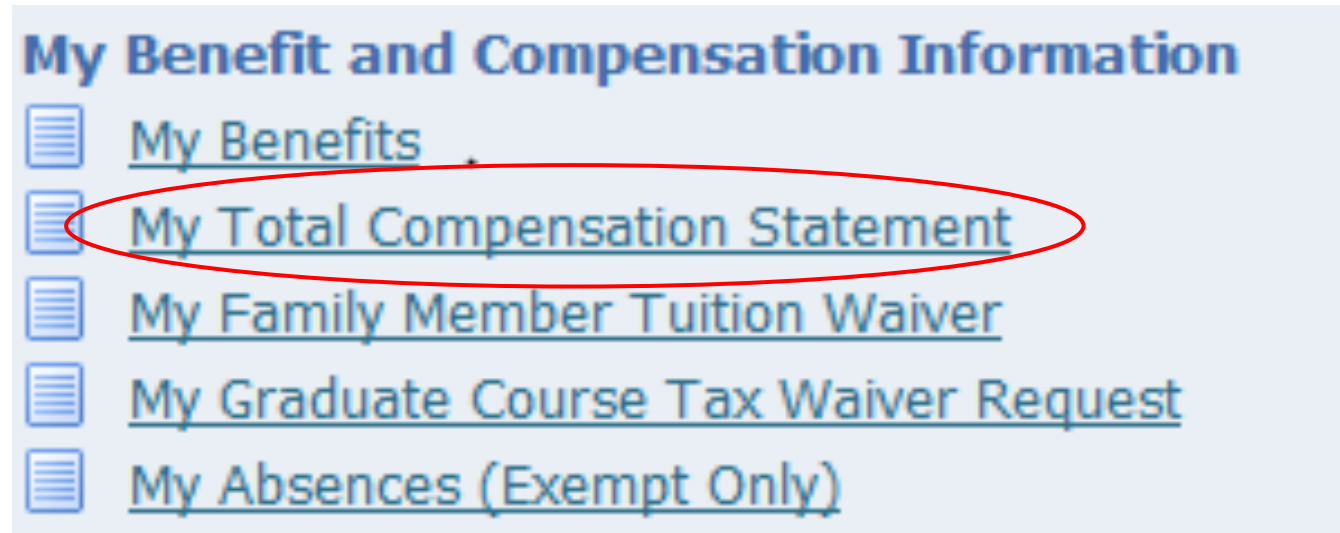 My Benefit and Compensation Information
My Benefits .
My Total Compensation Statement
My Family Member Tuition Waiver
My Graduate Course Tax Waiver Request
My Absences (Exempt Only)